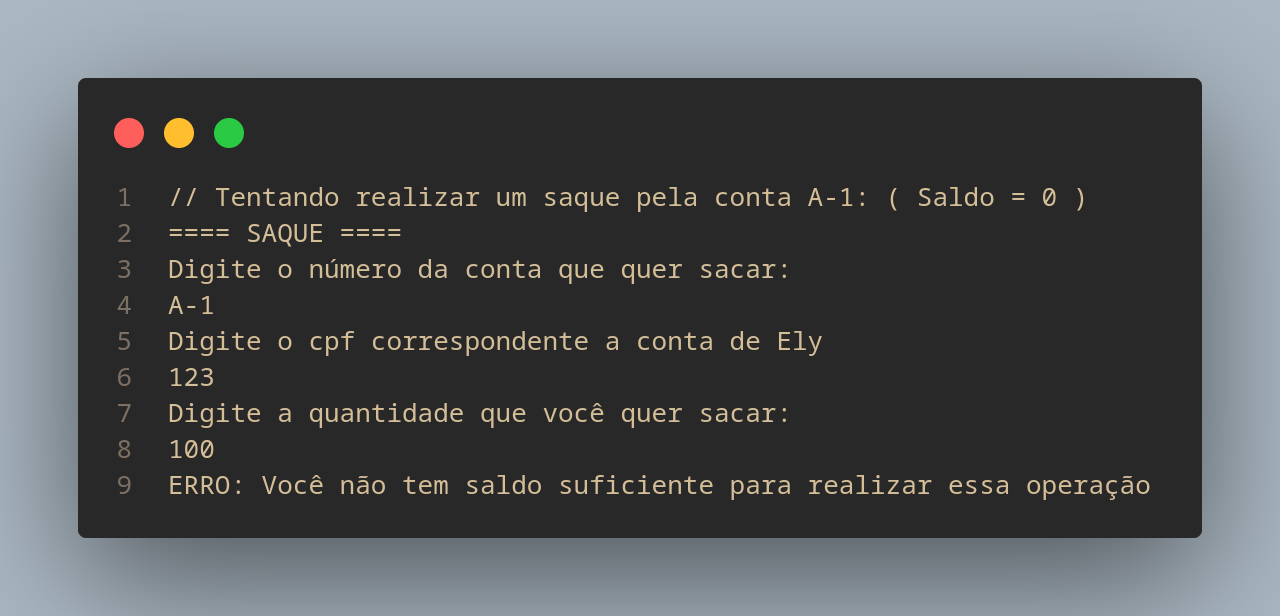 1 // Tentando realizar um saque pela conta A-1: ( Saldo = 0 )
2 ==== SAQUE ====
3 Digite o número da conta que quer sacar:
4 A-1
5 Digite o cpf correspondente a conta de Ely
6 123
7 Digite a quantidade que você quer sacar:
8 100
9 ERRO: Você não tem saldo suficiente para realizar essa operação